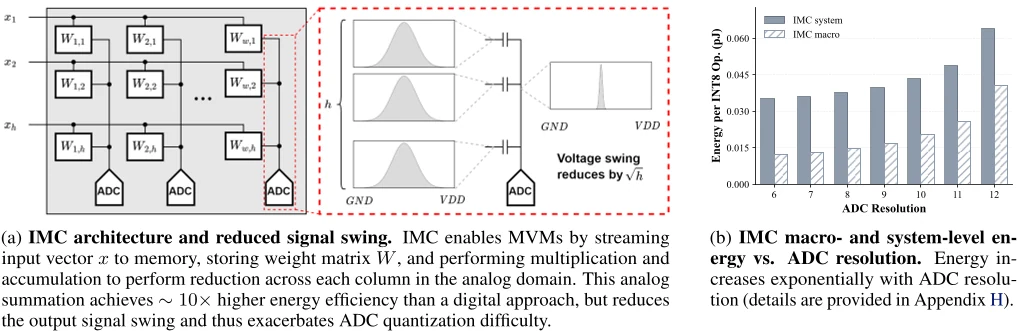 x₁
W₁,₁
W₂,₁
W_w,₁
x₂
W₁,₂
W₂,₂
W_w,₂
...
x_h
W₁,h
W₂,h
W_w,h
ADC
ADC
ADC
h
GND
VDD
GND
VDD
Voltage swing
reduces by √h
ADC
Energy per INT8 Op. (pJ)
0.060
0.045
0.030
0.015
0.000
IMC system
IMC macro
6 7 8 9 10 11 12
ADC Resolution
(a) IMC architecture and reduced signal swing. IMC enables MVMs by streaming
input vector x to memory, storing weight matrix W, and performing multiplication and
accumulation to perform reduction across each column in the analog domain. This analog
summation achieves ∼ 10× higher energy efficiency than a digital approach, but reduces
the output signal swing and thus exacerbates ADC quantization difficulty.
(b) IMC macro- and system-level en-
ergy vs. ADC resolution. Energy in-
creases exponentially with ADC resolu-
tion (details are provided in Appendix H).